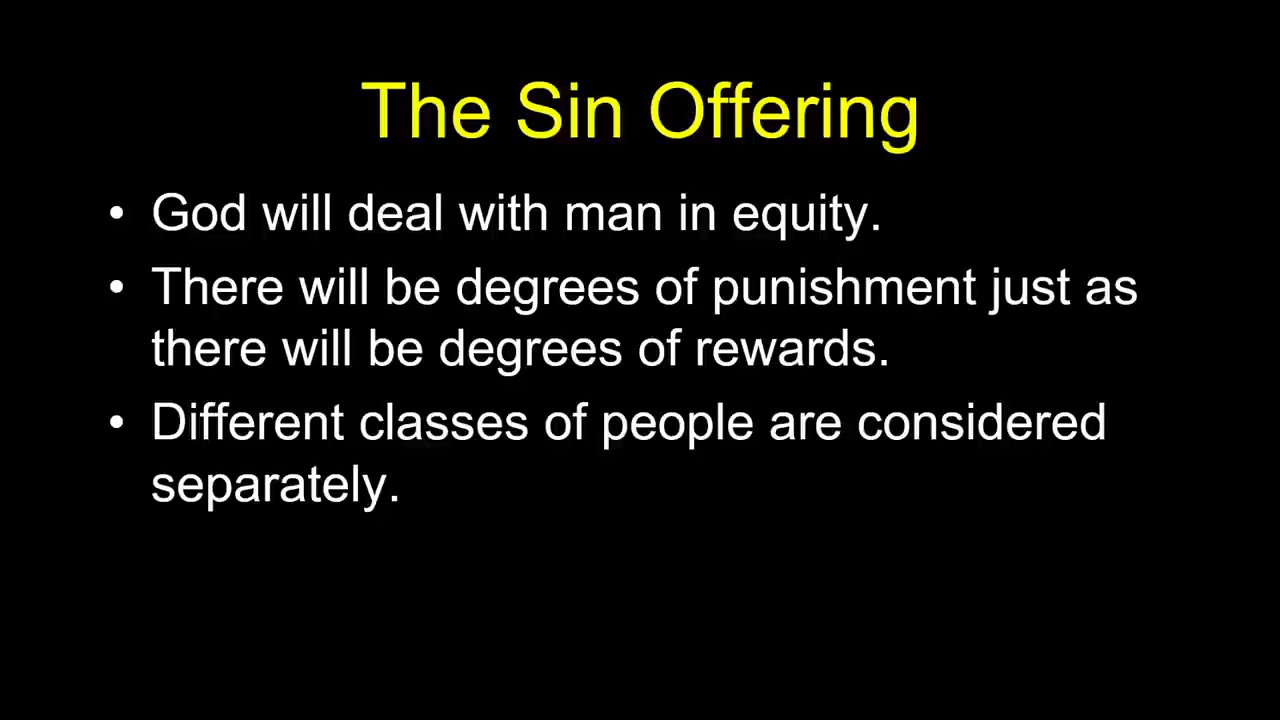 The Sin Offering
• God will deal with man in equity.
• There will be degrees of punishment just as
there will be degrees of rewards.
• Different classes of people are considered
separately.